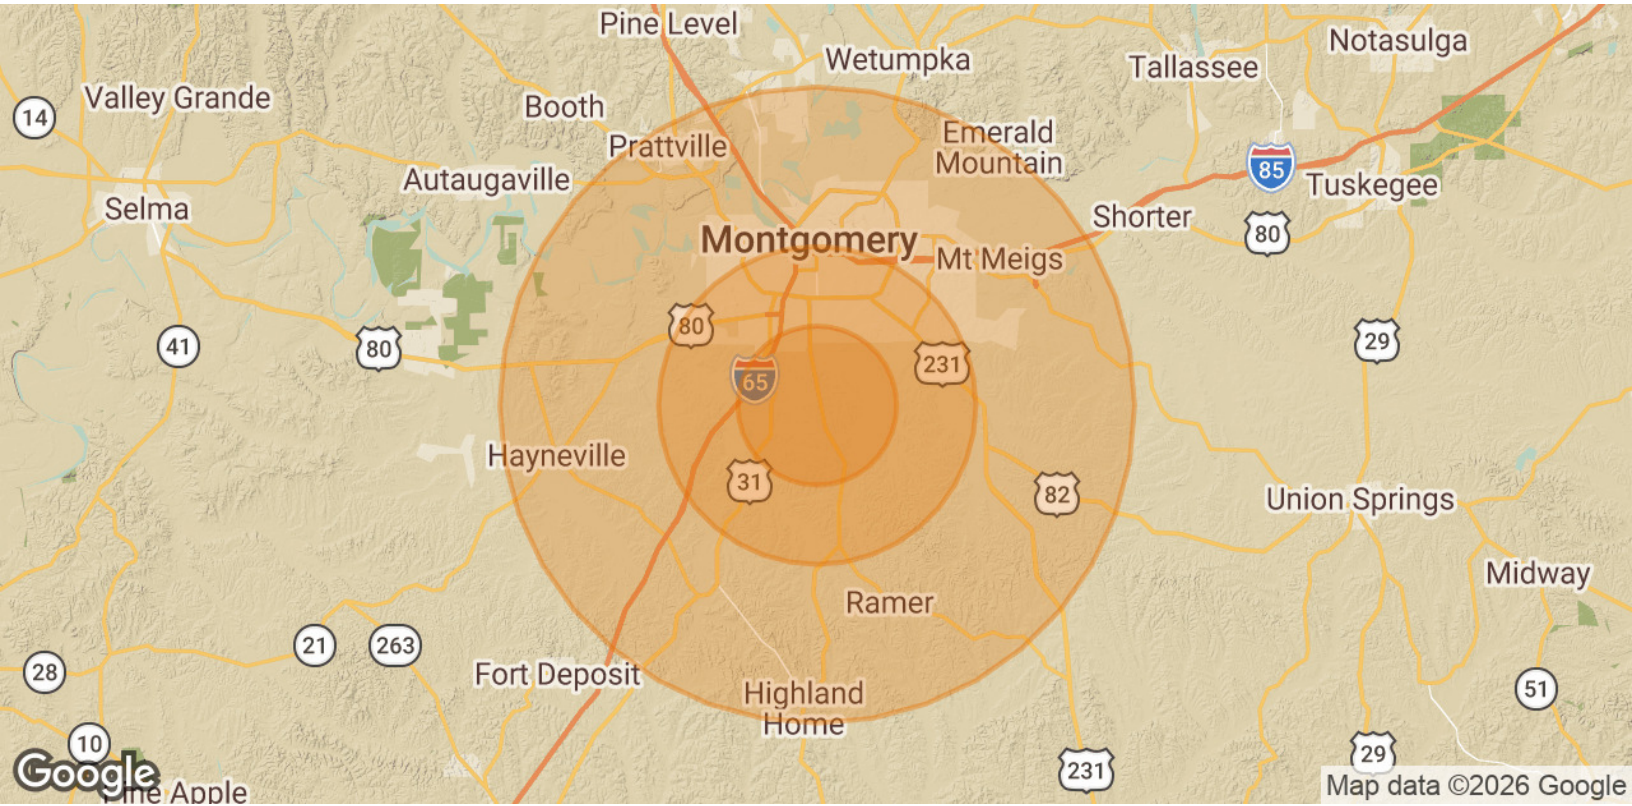 Pine Level
Notasulga
Wetumpka
Tallassee
Valley Grande
Booth
14
Emerald
Mountain
Prattville
85
Autaugaville
Tuskegee
Selma
Shorter
80
Montgomery
Mt Meigs
80
29
41
80
231
65
Hayneville
31
82
Union Springs
Midway
Ramer
21
263
28
Fort Deposit
51
Highland
Home
10
29
231
Google
Pine Apple
Map data ©2026 Google